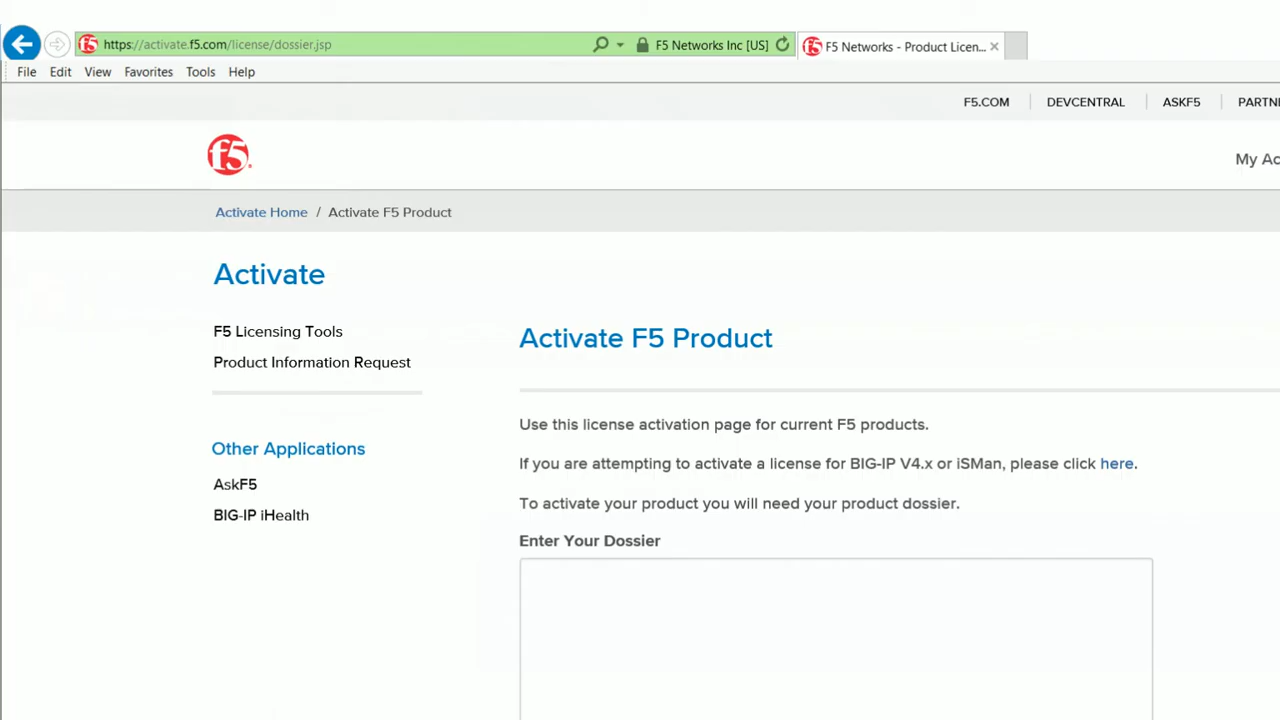 https://activate.f5.com/license/dossier.jsp
F5 Networks Inc [US]
F5 Networks - Product Licen...
File Edit View Favorites Tools Help
F5.COM DEVCENTRAL ASKF5 PARTN
f5
My Ac
Activate Home / Activate F5 Product
Activate
F5 Licensing Tools
Product Information Request
Other Applications
AskF5
BIG-IP iHealth
Activate F5 Product
Use this license activation page for current F5 products.
If you are attempting to activate a license for BIG-IP V4.x or iSMan, please click here.
To activate your product you will need your product dossier.
Enter Your Dossier